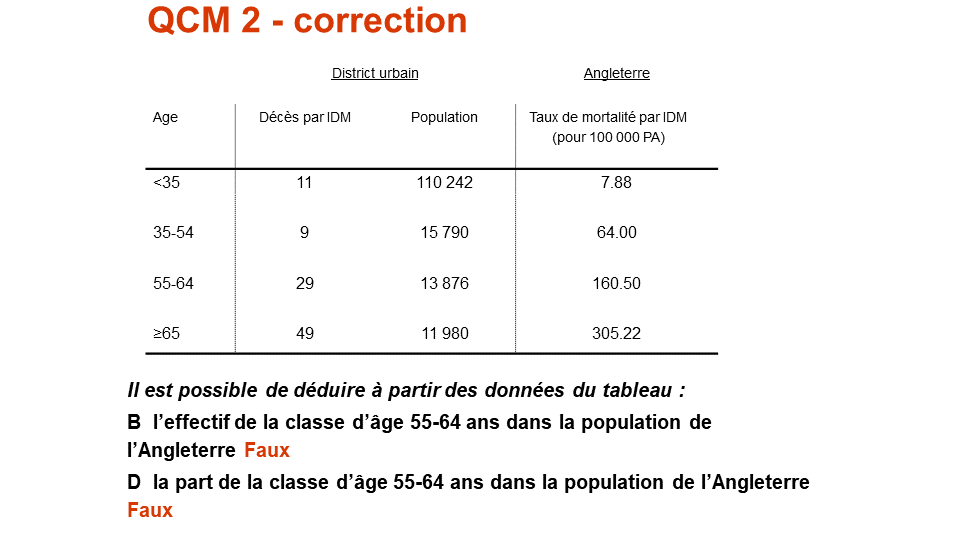 QCM 2 - correction
District urbain Angleterre
Age Décès par IDM Population Taux de mortalité par IDM
(pour 100 000 PA)
<35 11 110 242 7.88
35-54 9 15 790 64.00
55-64 29 13 876 160.50
≥65 49 11 980 305.22
Il est possible de déduire à partir des données du tableau :
B l’effectif de la classe d’âge 55-64 ans dans la population de
l’Angleterre Faux
D la part de la classe d’âge 55-64 ans dans la population de l’Angleterre
Faux